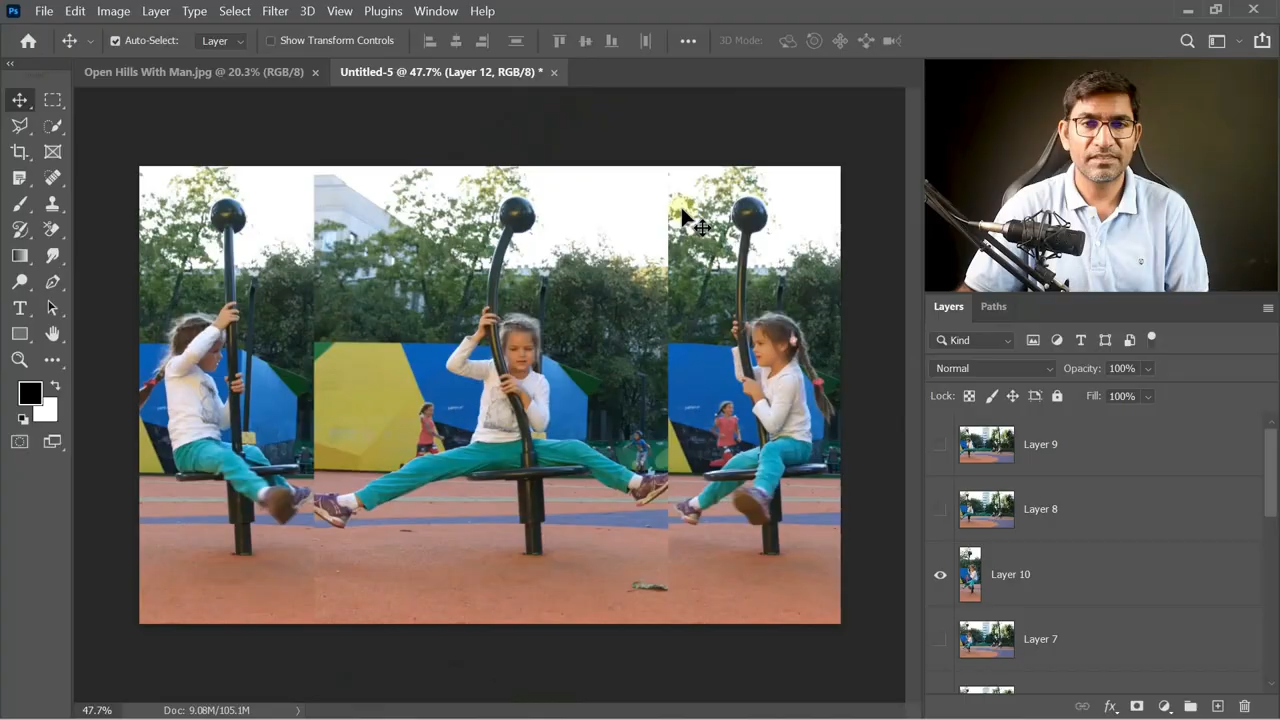 Ps File Edit Image Layer Type Select Filter 3D View Plugins Window Help
Auto-Select: Layer Show Transform Controls 3D Mode:
Open Hills With Man.jpg @ 20.3% (RGB/8) × Untitled-5 @ 47.7% (Layer 12, RGB/8) * ×
Layers Paths
Kind
Normal Opacity: 100%
Lock: Fill: 100%
Layer 9
Layer 8
Layer 10
Layer 7
47.7% Doc: 9.08M/105.1M